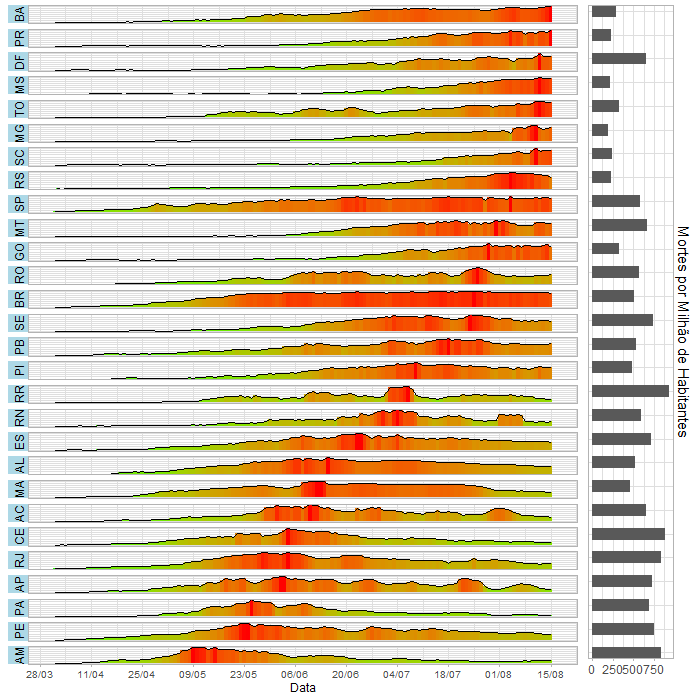 BA
PR
DF
MS
TO
MG
SC
RS
SP
MT
GO
RO
BR
SE
PB
PI
RR
RN
ES
AL
MA
AC
CE
RJ
AP
PA
PE
AM
28/03 11/04 25/04 09/05 23/05 06/06 20/06 04/07 18/07 01/08 15/08
Data
0 250500750
Mortes por Milhão de Habitantes